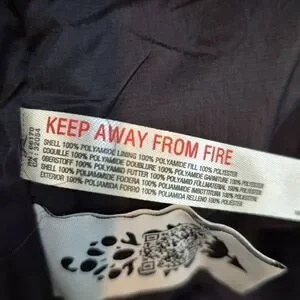 KEEP AWAY FROM FIRE
SHELL 100% POLYAMIDE LINING 100% POLYAMIDE FILL 100% POLYESTER
COQUILLE 100% POLYAMIDE DOUBLURE 100% POLYAMIDE GARNITURE 100% POLYESTER
OBERSTOFF 100% POLYAMID FUTTER 100% POLYAMID FÜLLMATERIAL 100% POLYESTER
SHELL 100% POLIAMMIDE FODERA 100% POLIAMMIDE IMBOTTITURA 100% POLIESTERE
EXTERIOR 100% POLIAMIDA FORRO 100% POLIAMIDA RELLENO 100% POLIÉSTER